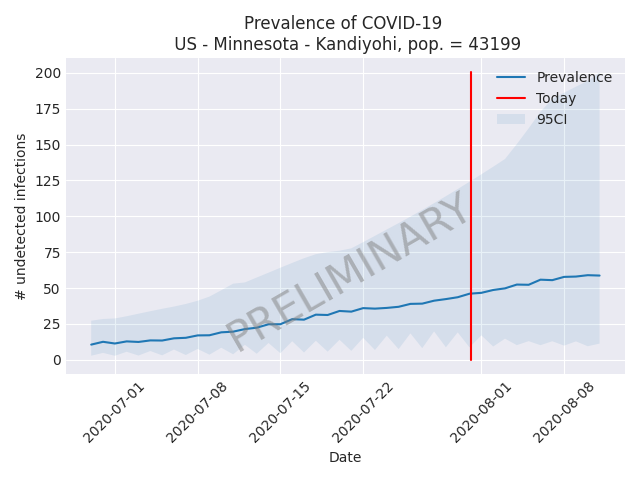 Prevalence of COVID-19
US - Minnesota - Kandiyohi, pop. = 43199
200
175
150
125
100
75
50
25
0
# undetected infections
Prevalence
Today
95CI
PRELIMINARY
2020-07-01
2020-07-08
2020-07-15
2020-07-22
2020-08-01
2020-08-08
Date